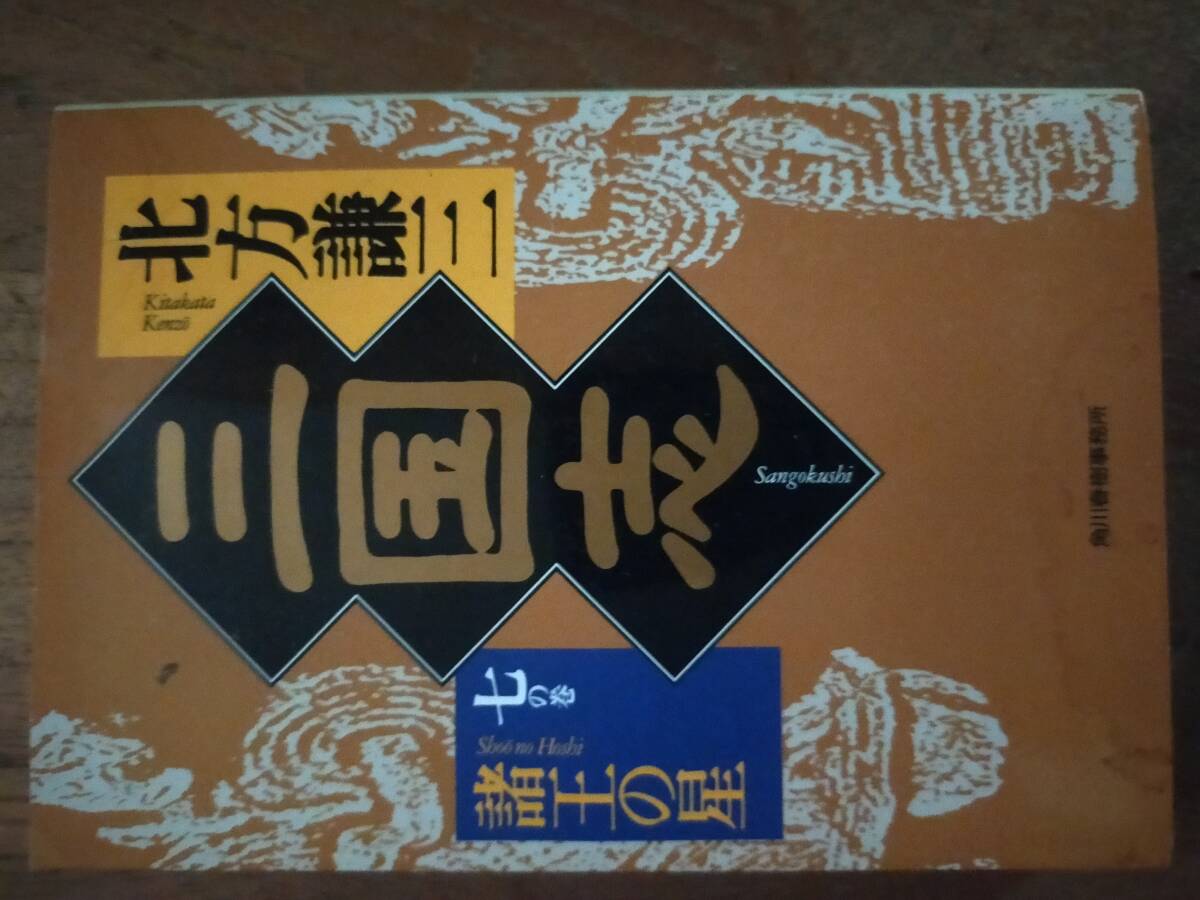 北方謙三
Kitakata
Kenzō
三国志
Sangokushi
七の巻
Shoō no Hoshi
諸王の星
角川春樹事務所